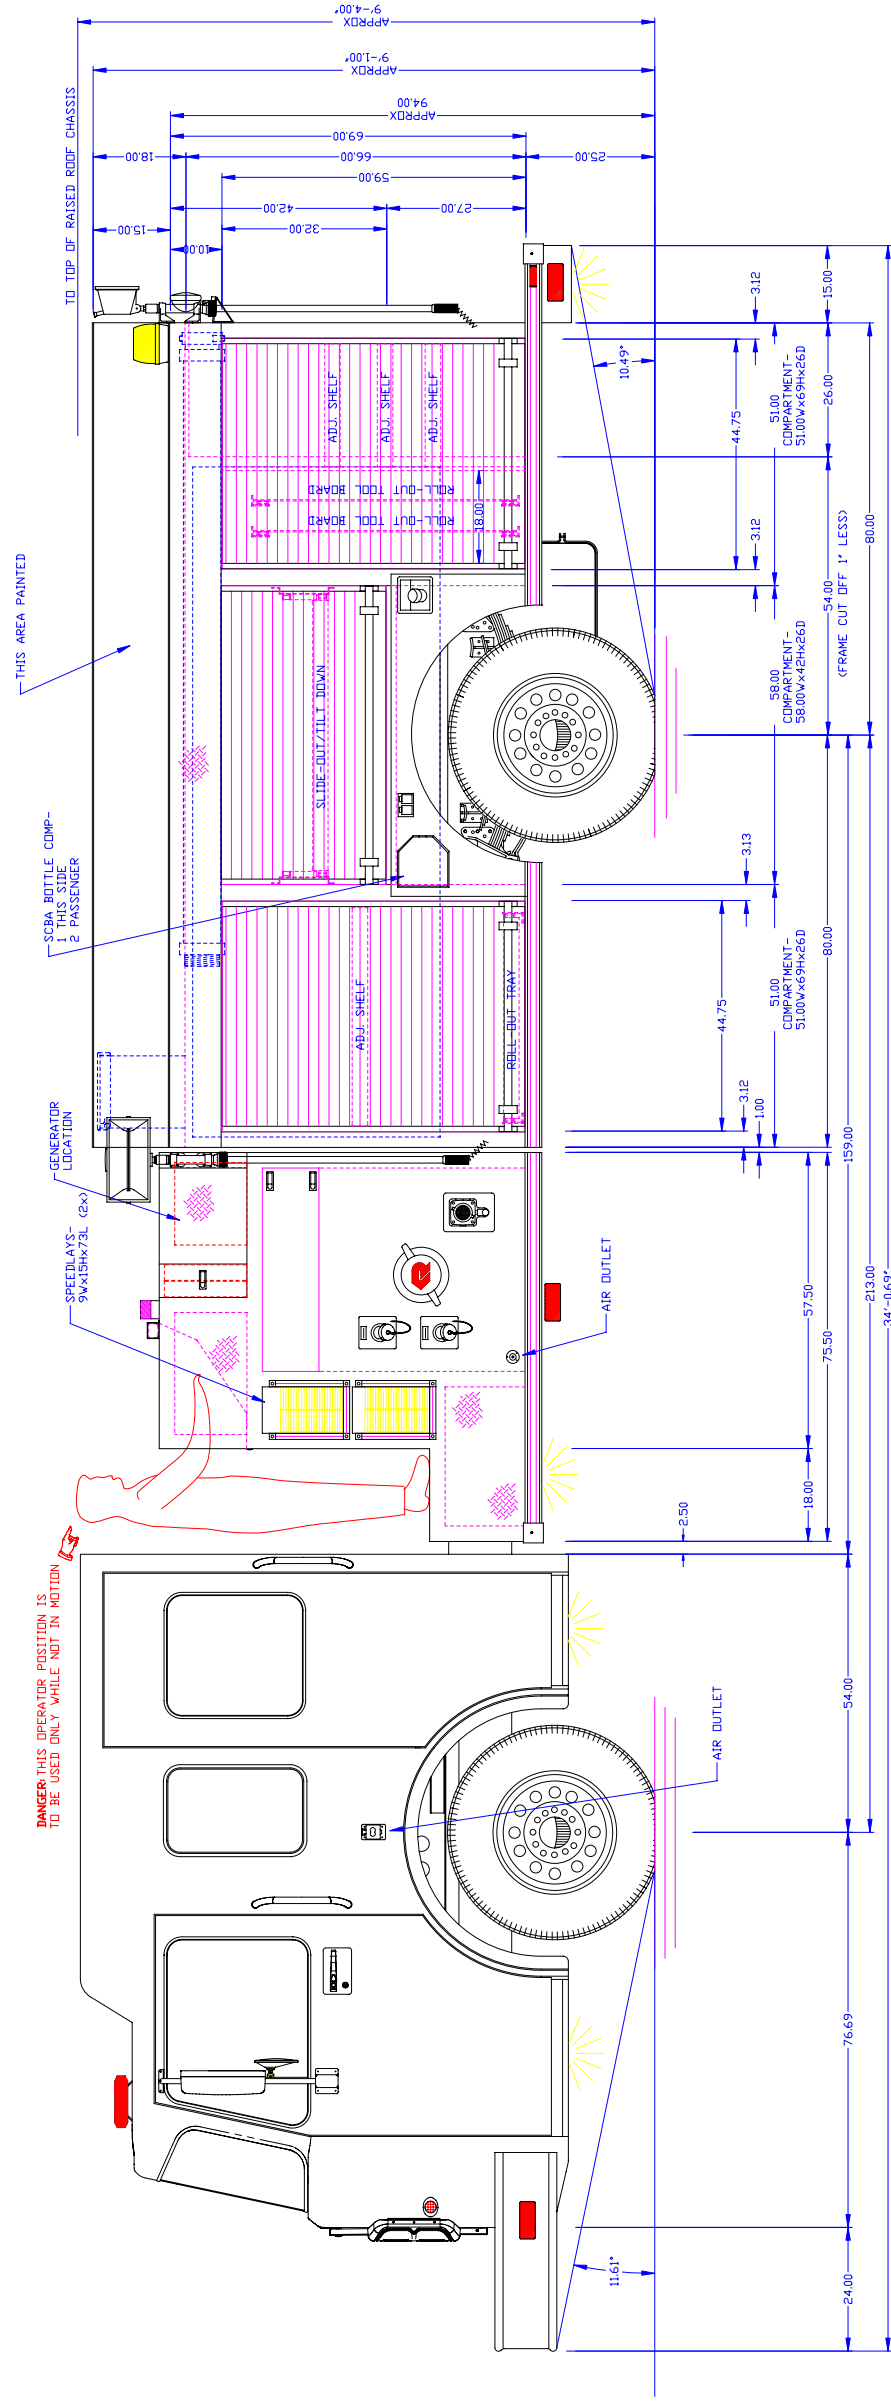 9'-4.00"
APPROX
9'-1.00"
APPROX
94.00
APPROX
69.00
18.00
66.00
25.00
59.00
15.00
42.00
27.00
10.00
32.00
TO TOP OF RAISED ROOF CHASSIS
THIS AREA PAINTED
SCBA BOTTLE COMP-
1 THIS SIDE
2 PASSENGER
GENERATOR
LOCATION
SPEEDLAYS-
9Wx15Hx73L (2x)
DANGER: THIS OPERATOR POSITION IS
TO BE USED ONLY WHILE NOT IN MOTION
ADJ. SHELF
ADJ. SHELF
ADJ. SHELF
ROLL-OUT TOOL BOARD
ROLL-OUT TOOL BOARD
18.00
SLIDE-OUT/TILT DOWN
ADJ. SHELF
ROLL-OUT TRAY
AIR OUTLET
AIR OUTLET
10.49°
11.61°
3.12
44.75
3.12
3.13
44.75
3.12
1.00
2.50
51.00
COMPARTMENT-
51.00Wx69Hx26D
58.00
COMPARTMENT-
58.00Wx42Hx26D
51.00
COMPARTMENT-
51.00Wx69Hx26D
15.00
26.00
54.00
(FRAME CUT OFF 1" LESS)
80.00
80.00
57.50
18.00
75.50
159.00
213.00
54.00
76.69
24.00
34'-0.69"